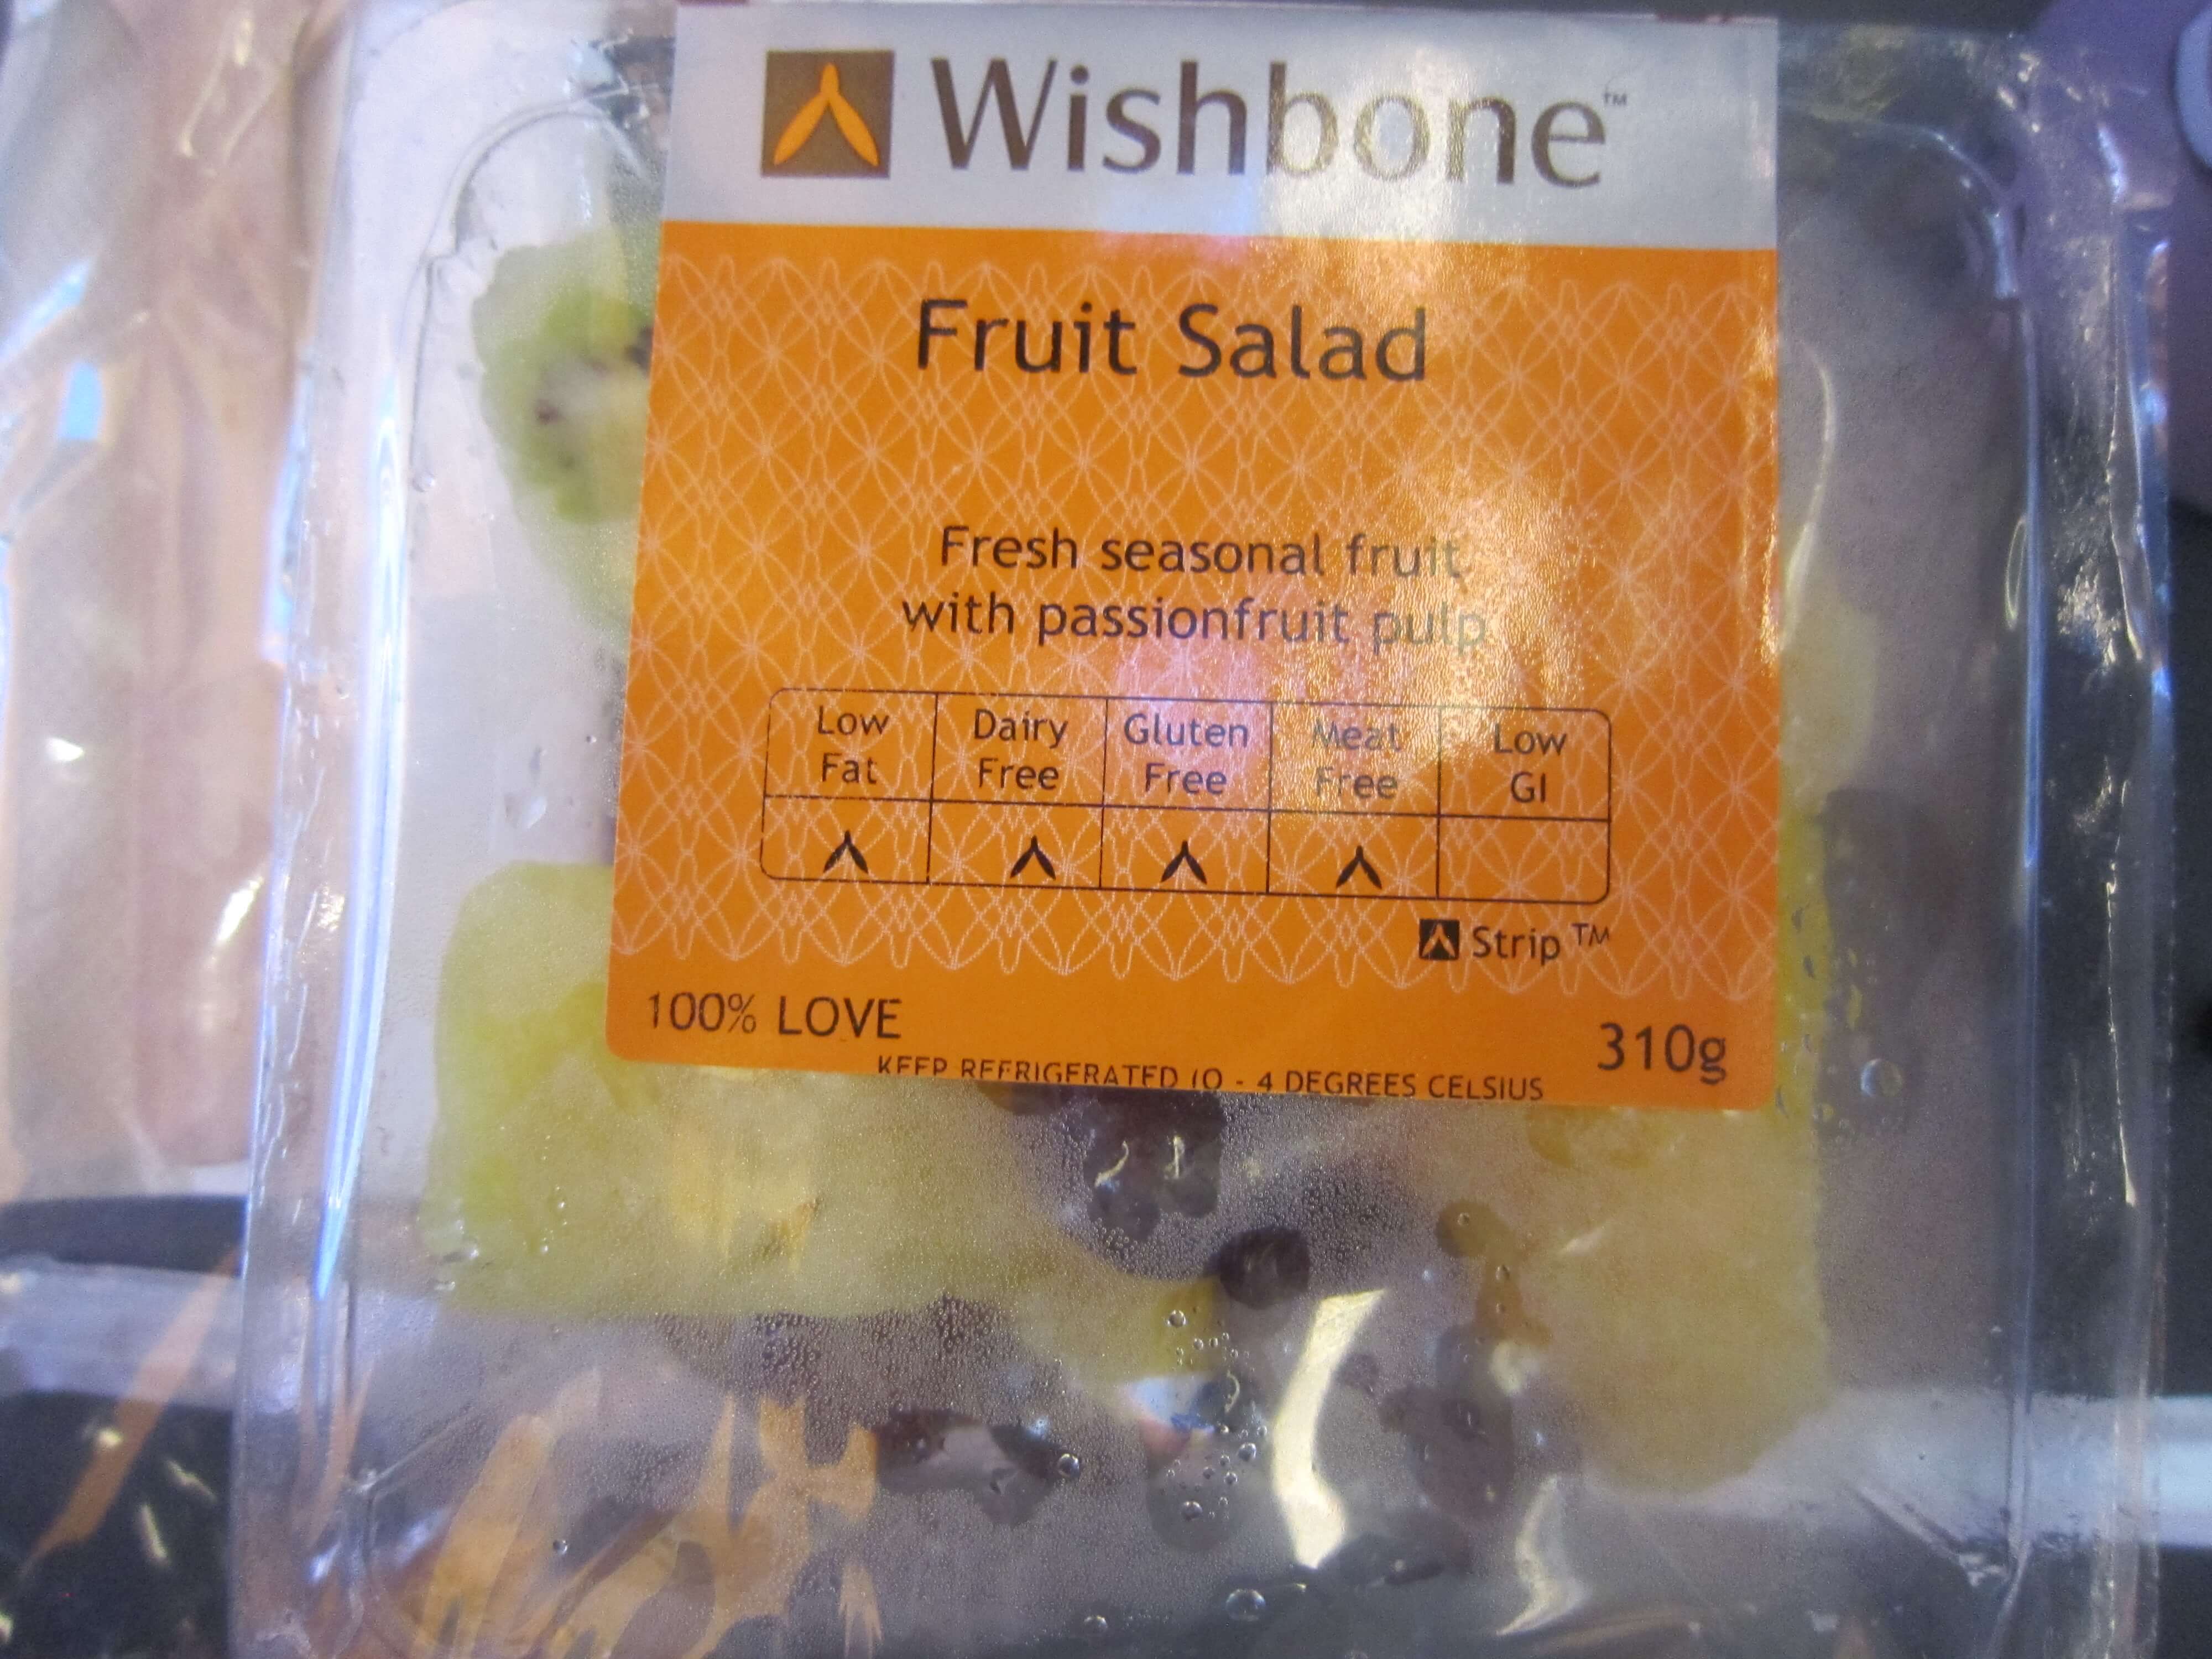 Wishbone™
Fruit Salad
Fresh seasonal fruit
with passionfruit pulp
Low Fat
Dairy Free
Gluten Free
Meat Free
Low GI
Strip™
100% LOVE
310g
KEEP REFRIGERATED (0 - 4 DEGREES CELSIUS